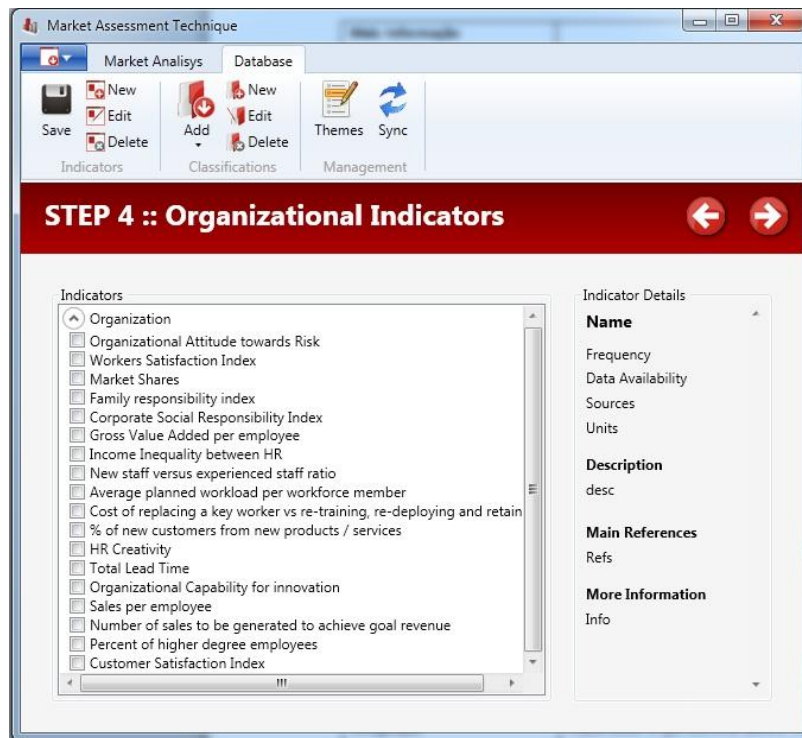 Market Assessment Technique
Mais Informação
Market Analisys Database
Save
New
Edit
Delete
Indicators
Add
New
Edit
Delete
Classifications
Themes
Sync
Management
STEP 4 :: Organizational Indicators
Indicators
Organization
Organizational Attitude towards Risk
Workers Satisfaction Index
Market Shares
Family responsibility index
Corporate Social Responsibility Index
Gross Value Added per employee
Income Inequality between HR
New staff versus experienced staff ratio
Average planned workload per workforce member
Cost of replacing a key worker vs re-training, re-deploying and retain
% of new customers from new products / services
HR Creativity
Total Lead Time
Organizational Capability for innovation
Sales per employee
Number of sales to be generated to achieve goal revenue
Percent of higher degree employees
Customer Satisfaction Index
Indicator Details
Name
Frequency
Data Availability
Sources
Units
Description
desc
Main References
Refs
More Information
Info